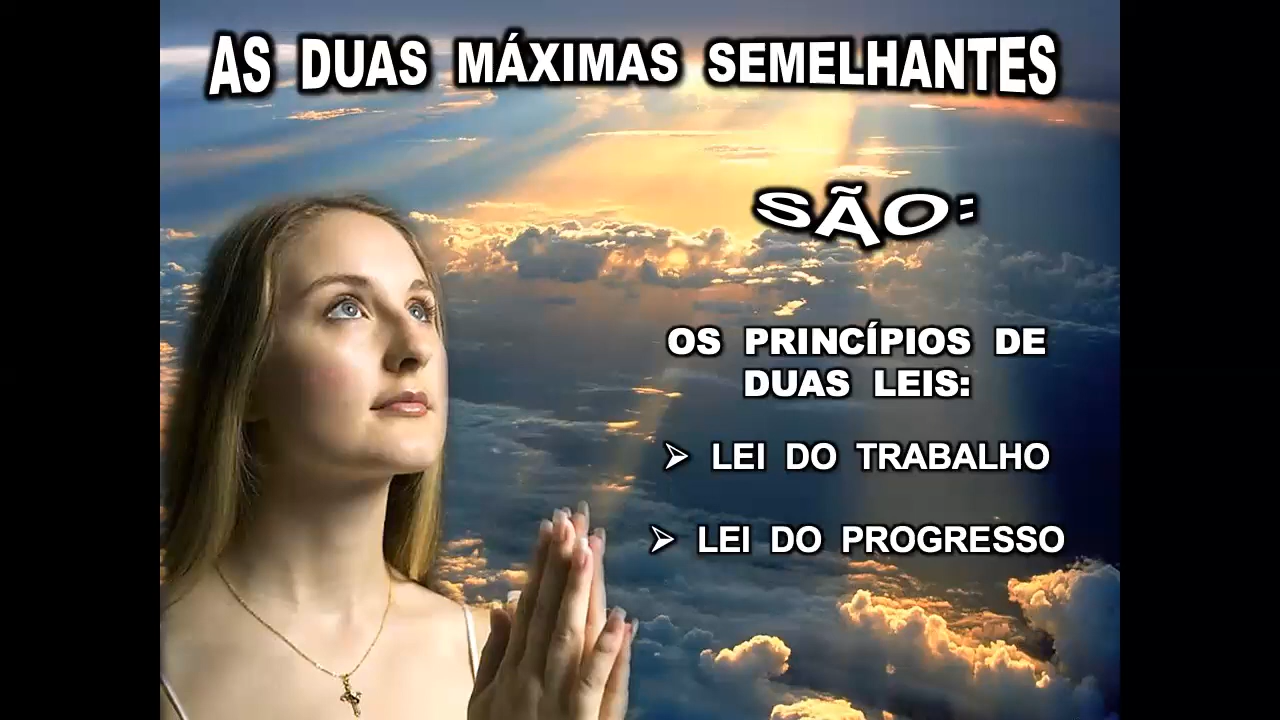 AS DUAS MÁXIMAS SEMELHANTES
SÃO:
OS PRINCÍPIOS DE
DUAS LEIS:
➢ LEI DO TRABALHO
➢ LEI DO PROGRESSO